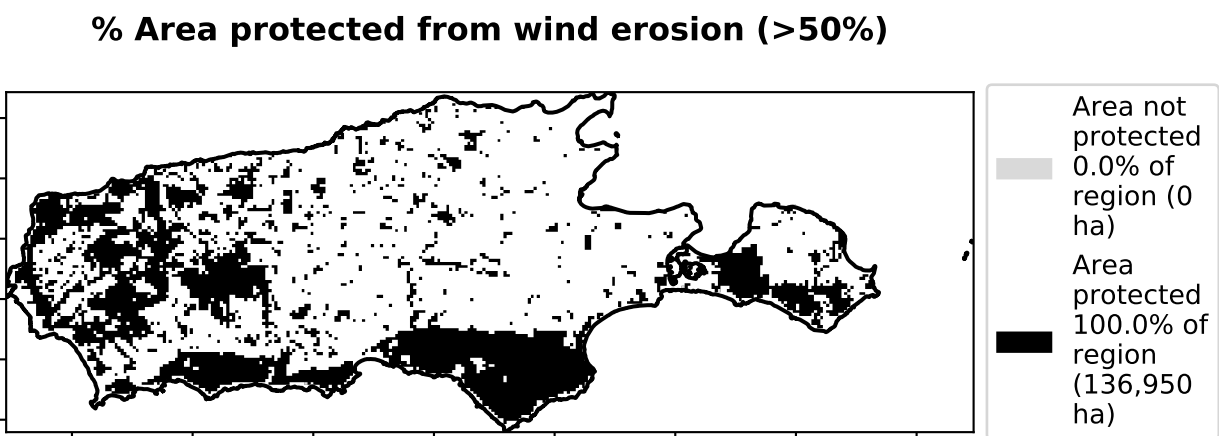 % Area protected from wind erosion (>50%)
Area not
protected
0.0% of
region (0
ha)
Area
protected
100.0% of
region
(136,950
ha)